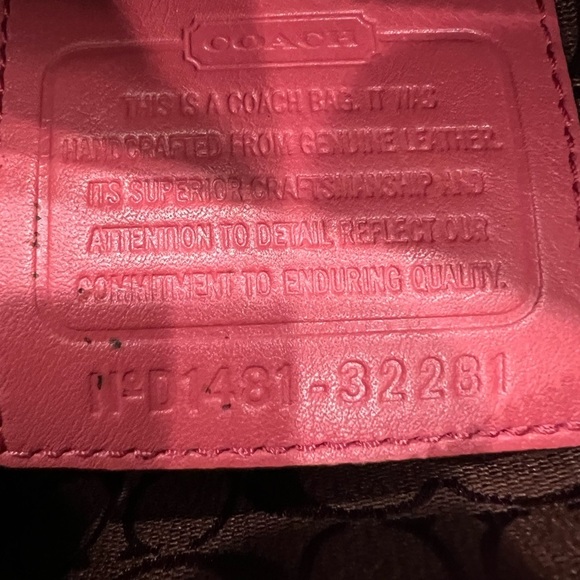 COACH
THIS IS A COACH BAG. IT WAS
HANDCRAFTED FROM GENUINE LEATHER.
ITS SUPERIOR CRAFTSMANSHIP AND
ATTENTION TO DETAIL REFLECT OUR
COMMITMENT TO ENDURING QUALITY.
Nº D1481-32281